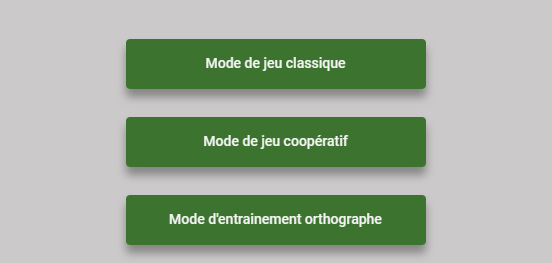 Mode de jeu classique
Mode de jeu coopératif
Mode d'entrainement orthographe